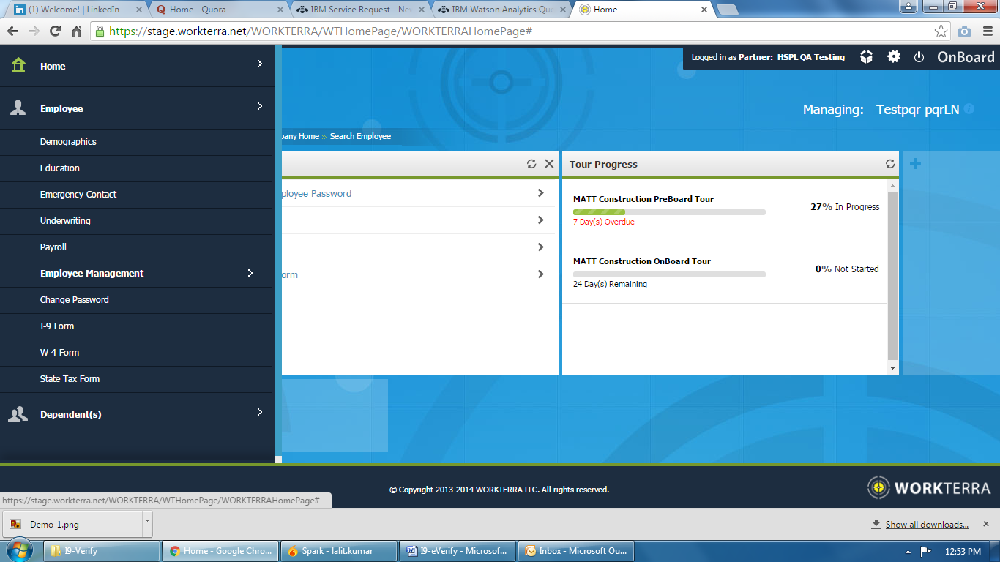 (1) Welcome! | LinkedIn
Home - Quora
IBM Service Request - Ne
IBM Watson Analytics Que
Home
https://stage.workterra.net/WORKTERRA/WTHomePage/WORKTERRAHomePage#
Home
Employee
Demographics
Education
Emergency Contact
Underwriting
Payroll
Employee Management
Change Password
I-9 Form
W-4 Form
State Tax Form
Dependent(s)
Logged in as Partner: HSPL QA Testing
OnBoard
Managing: Testpqr pqrLN
pany Home » Search Employee
ployee Password
orm
Tour Progress
MATT Construction PreBoard Tour
27% In Progress
7 Day(s) Overdue
MATT Construction OnBoard Tour
0% Not Started
24 Day(s) Remaining
© Copyright 2013-2014 WORKTERRA LLC. All rights reserved.
WORKTERRA
https://stage.workterra.net/WORKTERRA/WTHomePage/WORKTERRAHomePage#
Demo-1.png
Show all downloads...
I9-Verify
Home - Google Chro...
Spark - lalit.kumar
I9-eVerify - Microsof...
Inbox - Microsoft Ou...
12:53 PM